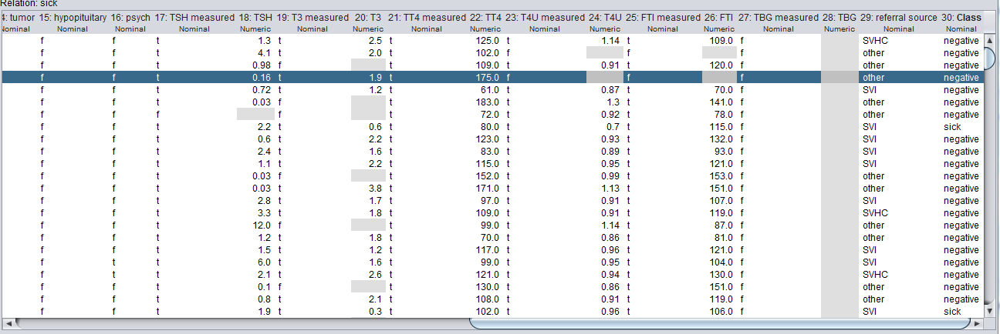 Relation: sick
4: tumor 15: hypopituitary 16: psych 17: TSH measured 18: TSH 19: T3 measured 20: T3 21: TT4 measured 22: TT4 23: T4U measured 24: T4U 25: FTI measured 26: FTI 27: TBG measured 28: TBG 29: referral source 30: Class
Nominal Nominal Nominal Nominal Numeric Nominal Numeric Nominal Numeric Nominal Numeric Nominal Numeric Nominal Numeric Nominal Nominal
f f t 1.3 t 2.5 t 125.0 t 1.14 t 109.0 f SVHC negative
f f t 4.1 t 2.0 t 102.0 f f f other negative
f f t 0.98 f t 109.0 t 0.91 t 120.0 f other negative
f f t 0.16 t 1.9 t 175.0 f f f other negative
f f t 0.72 t 1.2 t 61.0 t 0.87 t 70.0 f SVI negative
f f t 0.03 f t 183.0 t 1.3 t 141.0 f other negative
f f f f t 72.0 t 0.92 t 78.0 f other negative
f f t 2.2 t 0.6 t 80.0 t 0.7 t 115.0 f SVI sick
f f t 0.6 t 2.2 t 123.0 t 0.93 t 132.0 f SVI negative
f f t 2.4 t 1.6 t 83.0 t 0.89 t 93.0 f SVI negative
f f t 1.1 t 2.2 t 115.0 t 0.95 t 121.0 f SVI negative
f f t 0.03 f t 152.0 t 0.99 t 153.0 f other negative
f f t 0.03 t 3.8 t 171.0 t 1.13 t 151.0 f other negative
f f t 2.8 t 1.7 t 97.0 t 0.91 t 107.0 f SVI negative
f f t 3.3 t 1.8 t 109.0 t 0.91 t 119.0 f SVHC negative
f f t 12.0 f t 99.0 t 1.14 t 87.0 f other negative
f f t 1.2 t 1.8 t 70.0 t 0.86 t 81.0 f other negative
f f t 1.5 t 1.2 t 117.0 t 0.96 t 121.0 f SVI negative
f t t 6.0 t 1.6 t 99.0 t 0.95 t 104.0 f SVI negative
f t t 2.1 t 2.6 t 121.0 t 0.94 t 130.0 f SVHC negative
f f t 0.1 f t 130.0 t 0.86 t 151.0 f other negative
f f t 0.8 t 2.1 t 108.0 t 0.91 t 119.0 f other negative
f f t 1.9 t 0.3 t 102.0 t 0.96 t 106.0 f SVI sick